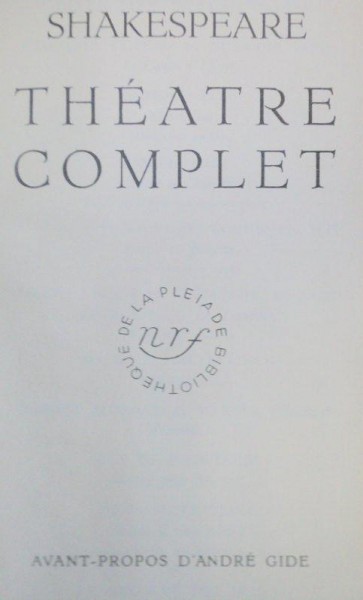 SHAKESPEARE
THÉATRE
COMPLET
BIBLIOTHÈQUE DE LA PLEIADE
nrf
AVANT-PROPOS D'ANDRÉ GIDE